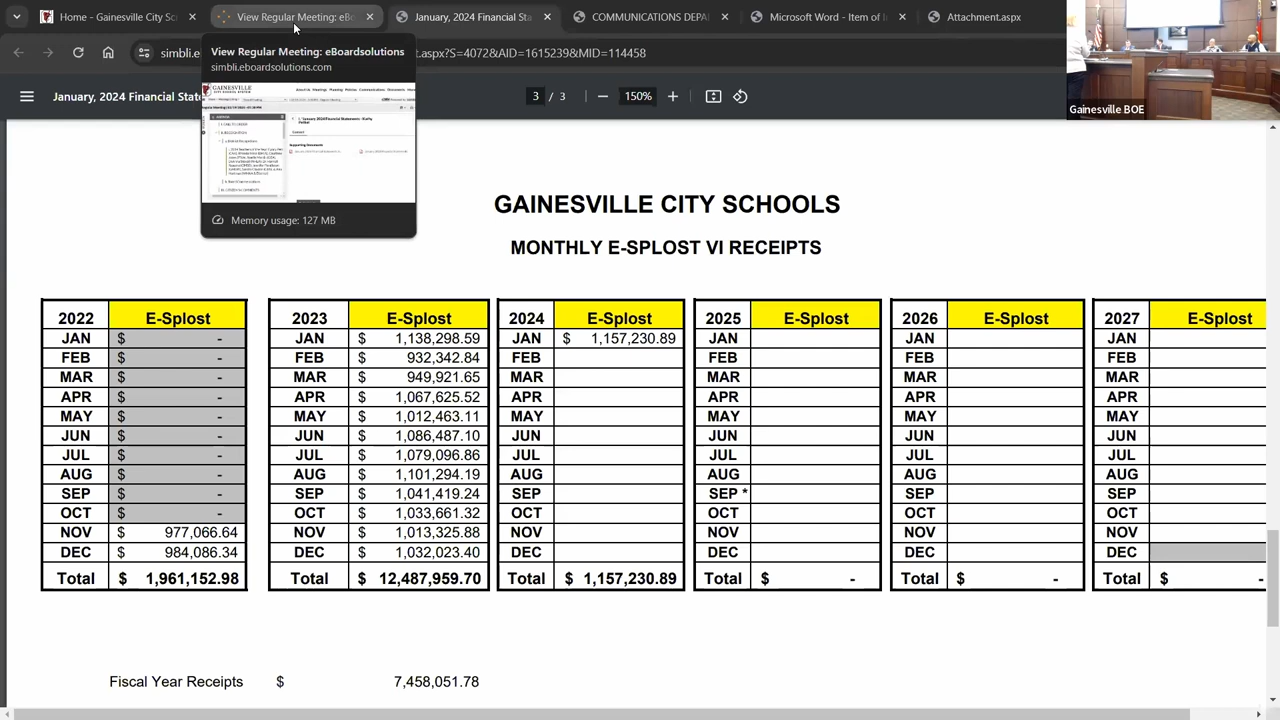 Home - Gainesville City Sc
View Regular Meeting: eBo
January, 2024 Financial Sta
COMMUNICATIONS DEPA
Microsoft Word - Item of I
Attachment.aspx
View Regular Meeting: eBoardsolutions
simbli.eboardsolutions.com
Memory usage: 127 MB
simbli.e
AID=1615238&MID=114458
150%
Gainesville BOE
GAINESVILLE CITY SCHOOLS
MONTHLY E-SPLOST VI RECEIPTS
2022 E-Splost 2023 E-Splost 2024 E-Splost 2025 E-Splost 2026 E-Splost 2027 E-Splost
JAN $ - JAN $ 1,138,298.59 JAN $ 1,157,230.89 JAN JAN JAN
FEB $ - FEB $ 932,342.84 FEB FEB FEB FEB
MAR $ - MAR $ 949,921.65 MAR MAR MAR MAR
APR $ - APR $ 1,067,625.52 APR APR APR APR
MAY $ - MAY $ 1,012,463.11 MAY MAY MAY MAY
JUN $ - JUN $ 1,086,487.10 JUN JUN JUN JUN
JUL $ - JUL $ 1,079,096.86 JUL JUL JUL JUL
AUG $ - AUG $ 1,101,294.19 AUG AUG AUG AUG
SEP $ - SEP $ 1,041,419.24 SEP SEP * SEP SEP
OCT $ - OCT $ 1,033,661.32 OCT OCT OCT OCT
NOV 977,066.64 NOV $ 1,013,325.88 NOV NOV NOV NOV
DEC 984,086.34 DEC $ 1,032,023.40 DEC DEC DEC DEC
Total $ 1,961,152.98 Total $ 12,487,959.70 Total $ 1,157,230.89 Total $ - Total $ - Total $ -
Fiscal Year Receipts $ 7,458,051.78